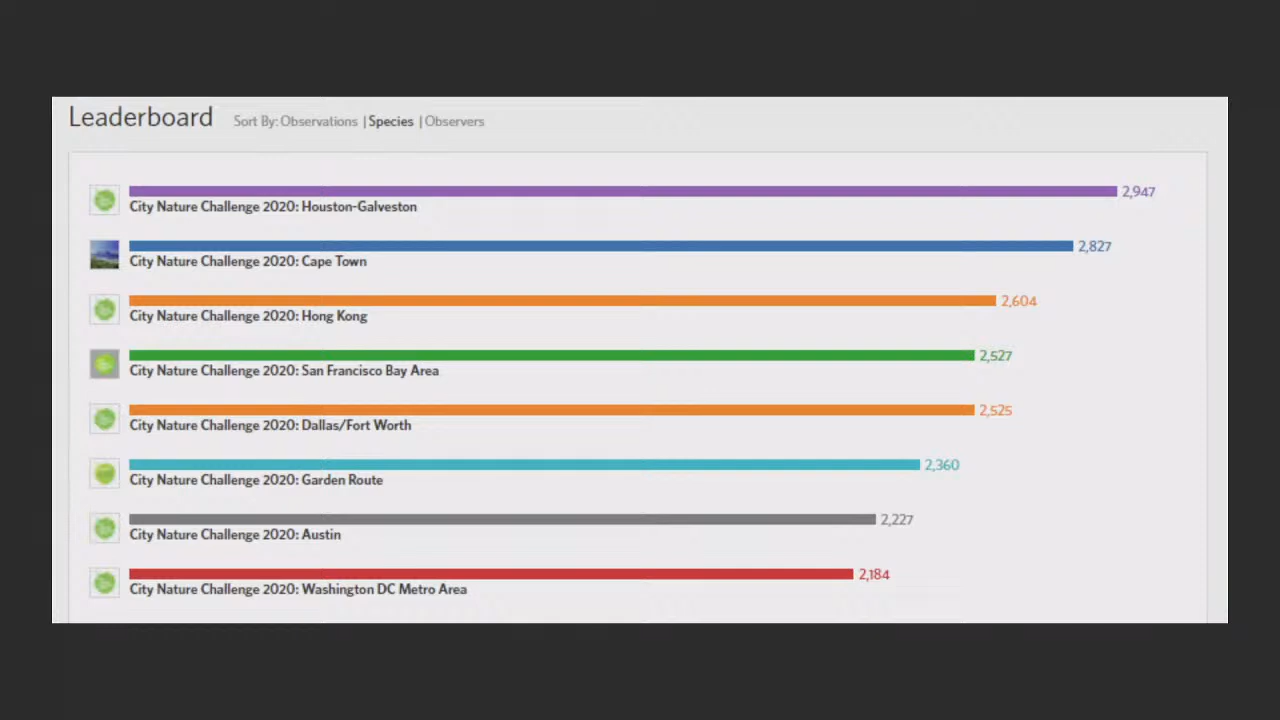 Leaderboard Sort By: Observations | Species | Observers
2,947
City Nature Challenge 2020: Houston-Galveston
2,827
City Nature Challenge 2020: Cape Town
2,604
City Nature Challenge 2020: Hong Kong
2,527
City Nature Challenge 2020: San Francisco Bay Area
2,525
City Nature Challenge 2020: Dallas/Fort Worth
2,360
City Nature Challenge 2020: Garden Route
2,227
City Nature Challenge 2020: Austin
2,184
City Nature Challenge 2020: Washington DC Metro Area